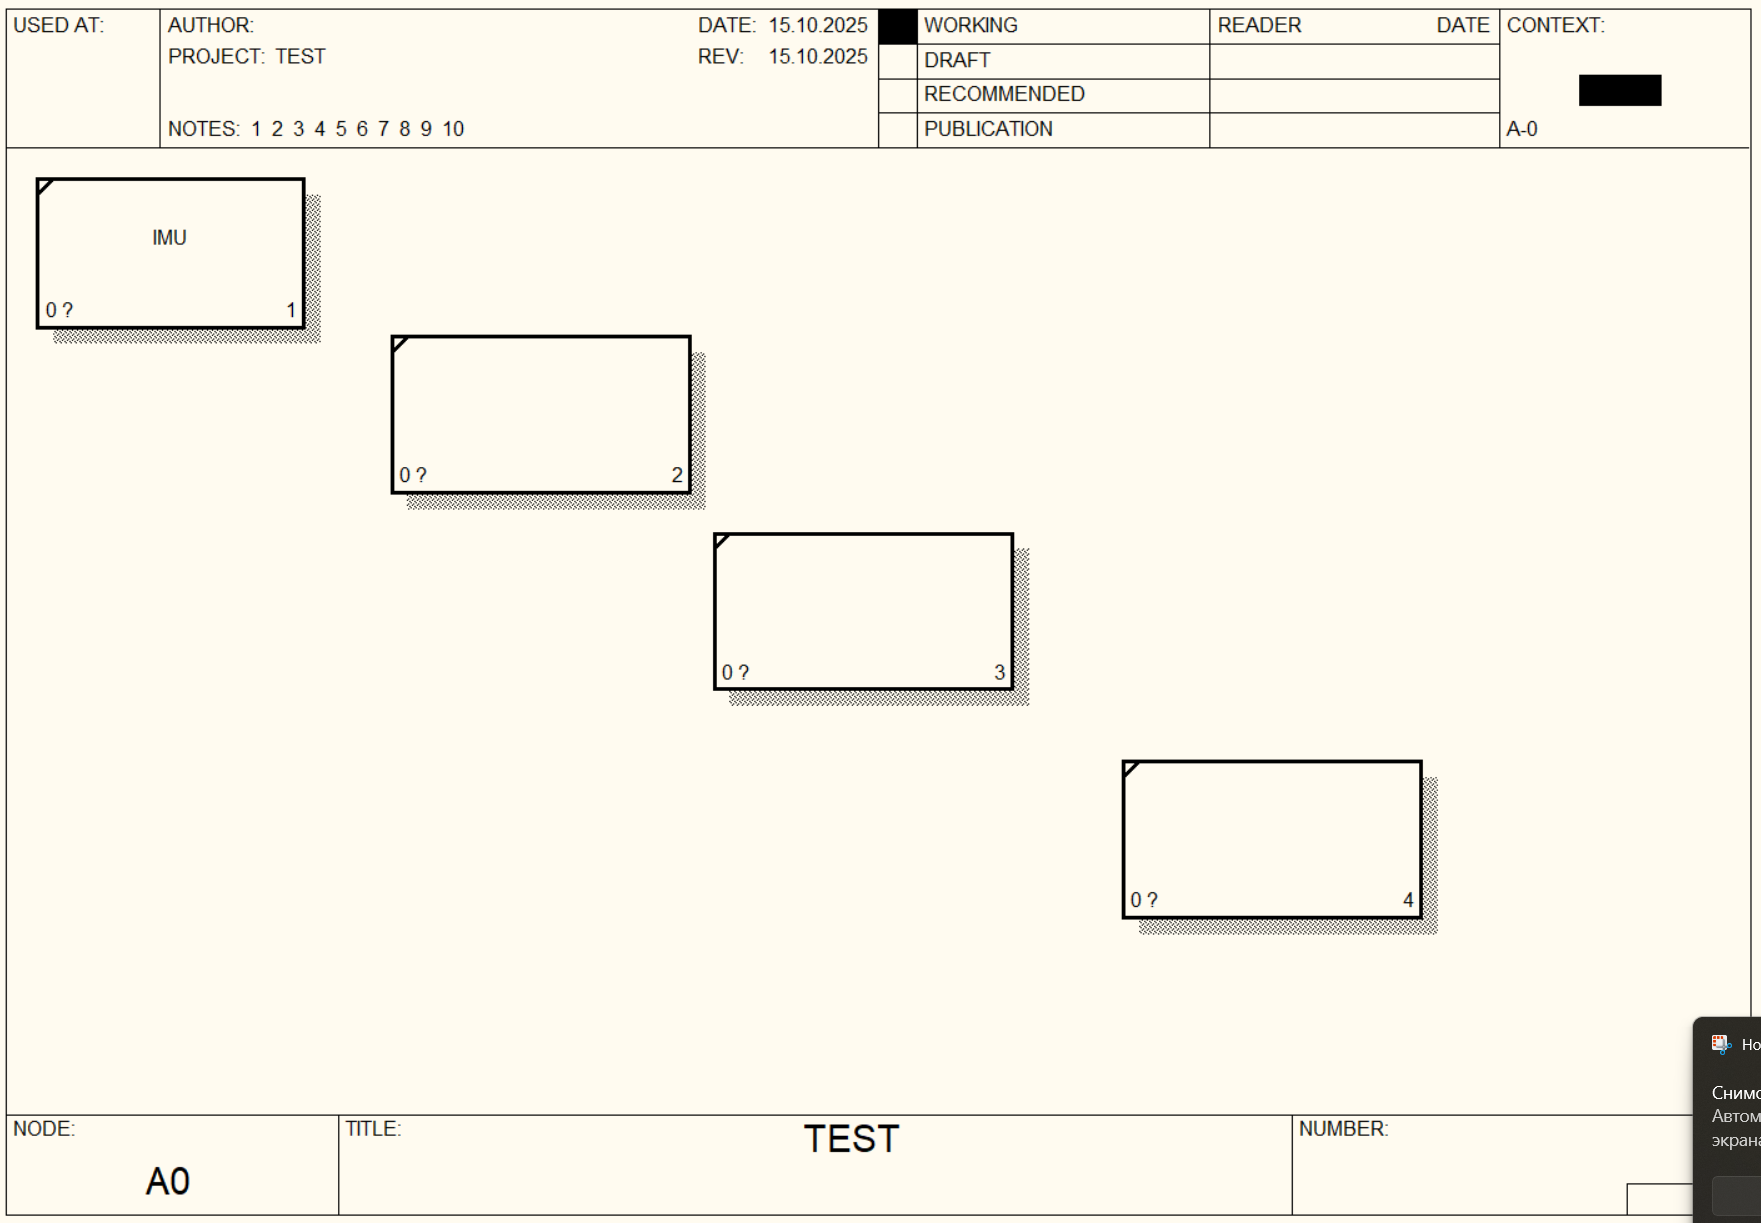 USED AT:
AUTHOR:
DATE: 15.10.2025
PROJECT: TEST
REV: 15.10.2025
NOTES: 1 2 3 4 5 6 7 8 9 10
WORKING
DRAFT
RECOMMENDED
PUBLICATION
READER DATE
CONTEXT:
A-0
IMU
0 ? 1
0 ? 2
0 ? 3
0 ? 4
NODE:
A0
TITLE:
TEST
NUMBER: